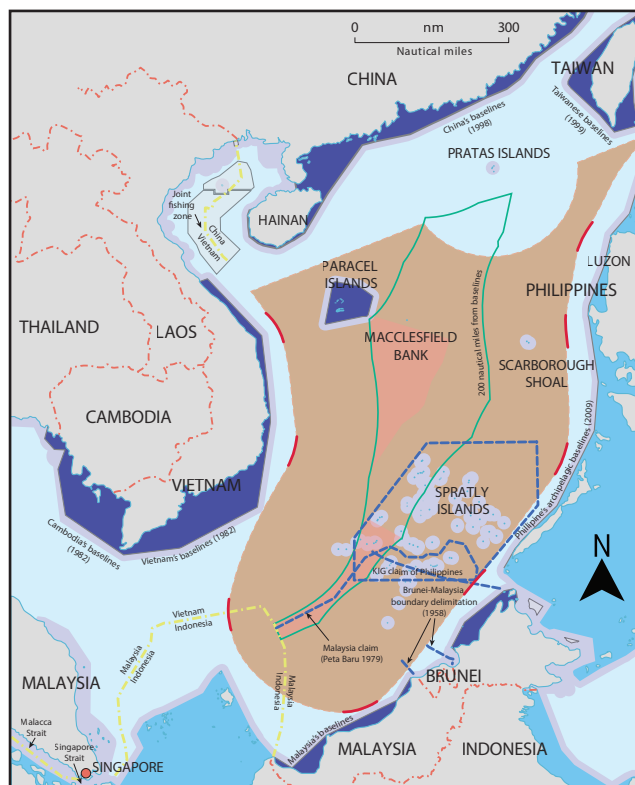 0
nm
300
Nautical miles
CHINA
TAIWAN
China's baselines
(1998)
Taiwanese baselines
(1999)
PRATAS ISLANDS
Joint
fishing
zone
China
Vietnam
HAINAN
LUZON
PARACEL
ISLANDS
PHILIPPINES
THAILAND
LAOS
MACCLESFIELD
BANK
200 nautical miles from baselines
SCARBOROUGH
SHOAL
CAMBODIA
VIETNAM
SPRATLY
ISLANDS
Phillipine's archipelagic baselines (2009)
Cambodia's baselines
(1982)
Vietnam's baselines (1982)
N
KIG claim of Philippines
Brunei-Malaysia
boundary delimitation
(1958)
Vietnam
Indonesia
Malaysia
Indonesia
Malaysia claim
(Peta Baru 1979)
Malaysia
Indonesia
MALAYSIA
BRUNEI
Malacca
Strait
Singapore
Strait
SINGAPORE
Malaysia's baselines
MALAYSIA
INDONESIA